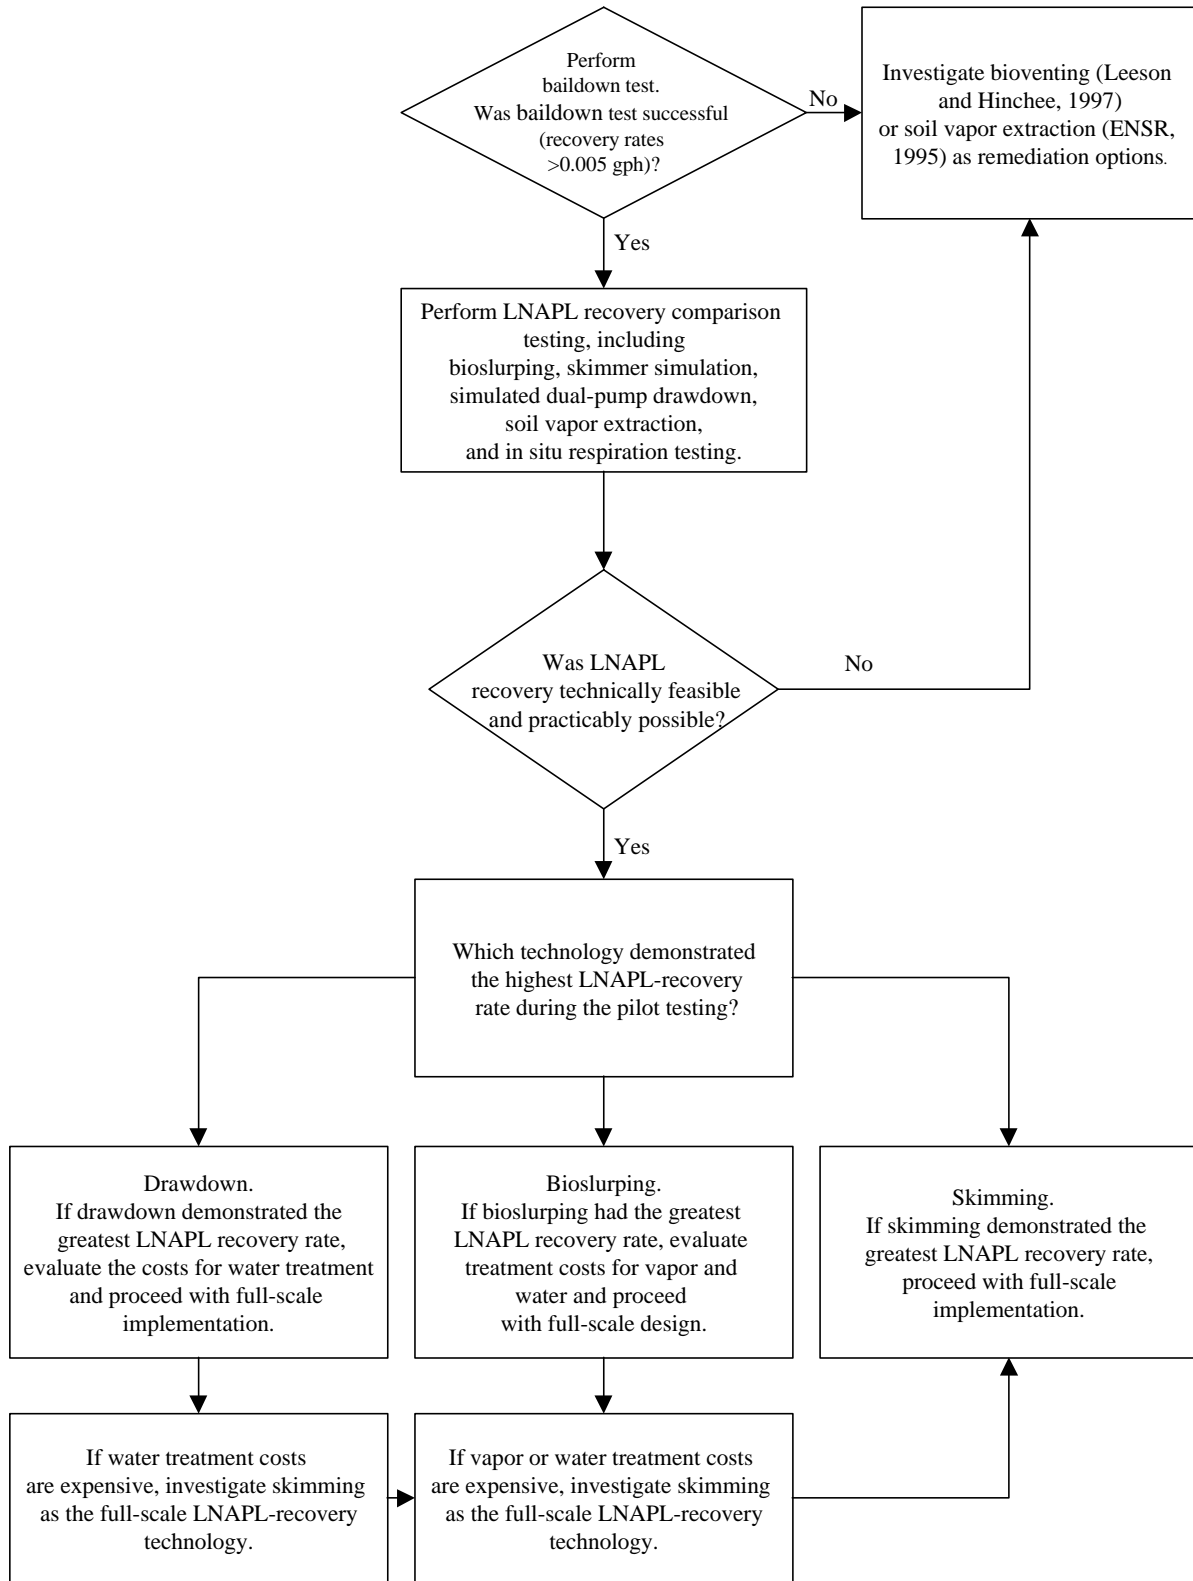 Perform
baildown test.
Was baildown test successful
(recovery rates
>0.005 gph)?
No
Investigate bioventing (Leeson
and Hinchee, 1997)
or soil vapor extraction (ENSR,
1995) as remediation options.
Yes
Perform LNAPL recovery comparison
testing, including
bioslurping, skimmer simulation,
simulated dual-pump drawdown,
soil vapor extraction,
and in situ respiration testing.
Was LNAPL
recovery technically feasible
and practicably possible?
No
Yes
Which technology demonstrated
the highest LNAPL-recovery
rate during the pilot testing?
Drawdown.
If drawdown demonstrated the
greatest LNAPL recovery rate,
evaluate the costs for water treatment
and proceed with full-scale
implementation.
Bioslurping.
If bioslurping had the greatest
LNAPL recovery rate, evaluate
treatment costs for vapor and
water and proceed
with full-scale design.
Skimming.
If skimming demonstrated the
greatest LNAPL recovery rate,
proceed with full-scale
implementation.
If water treatment costs
are expensive, investigate skimming
as the full-scale LNAPL-recovery
technology.
If vapor or water treatment costs
are expensive, investigate skimming
as the full-scale LNAPL-recovery
technology.